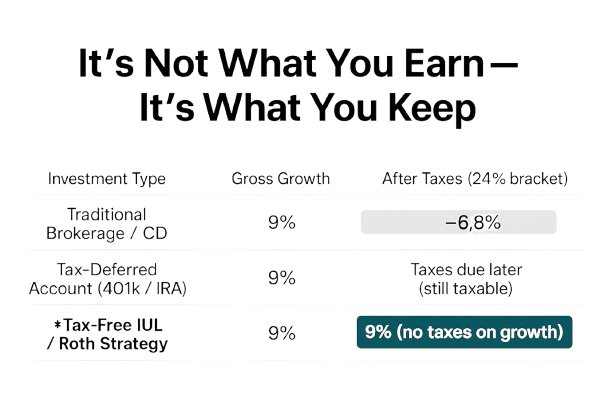 It's Not What You Earn—
It's What You Keep
Investment Type Gross Growth After Taxes (24% bracket)
Traditional
Brokerage / CD 9% –6,8%
Tax-Deferred
Account (401k / IRA) 9% Taxes due later
(still taxable)
*Tax-Free IUL
/ Roth Strategy 9% 9% (no taxes on growth)